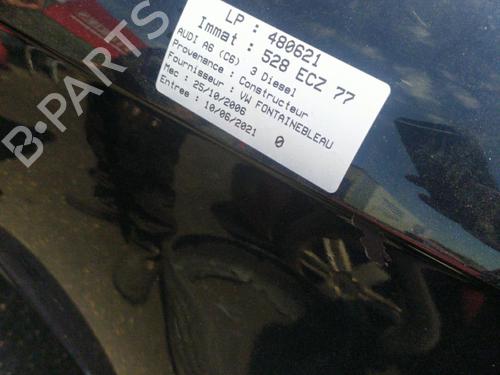 LP : 480621
Immat : 528 ECZ 77
AUDI A6 (C6) 3 Diesel
Provenance : Constructeur
Fournisseur : VW FONTAINEBLEAU
Mec : 25/10/2006
Entree : 10/06/2021
0
B-Parts